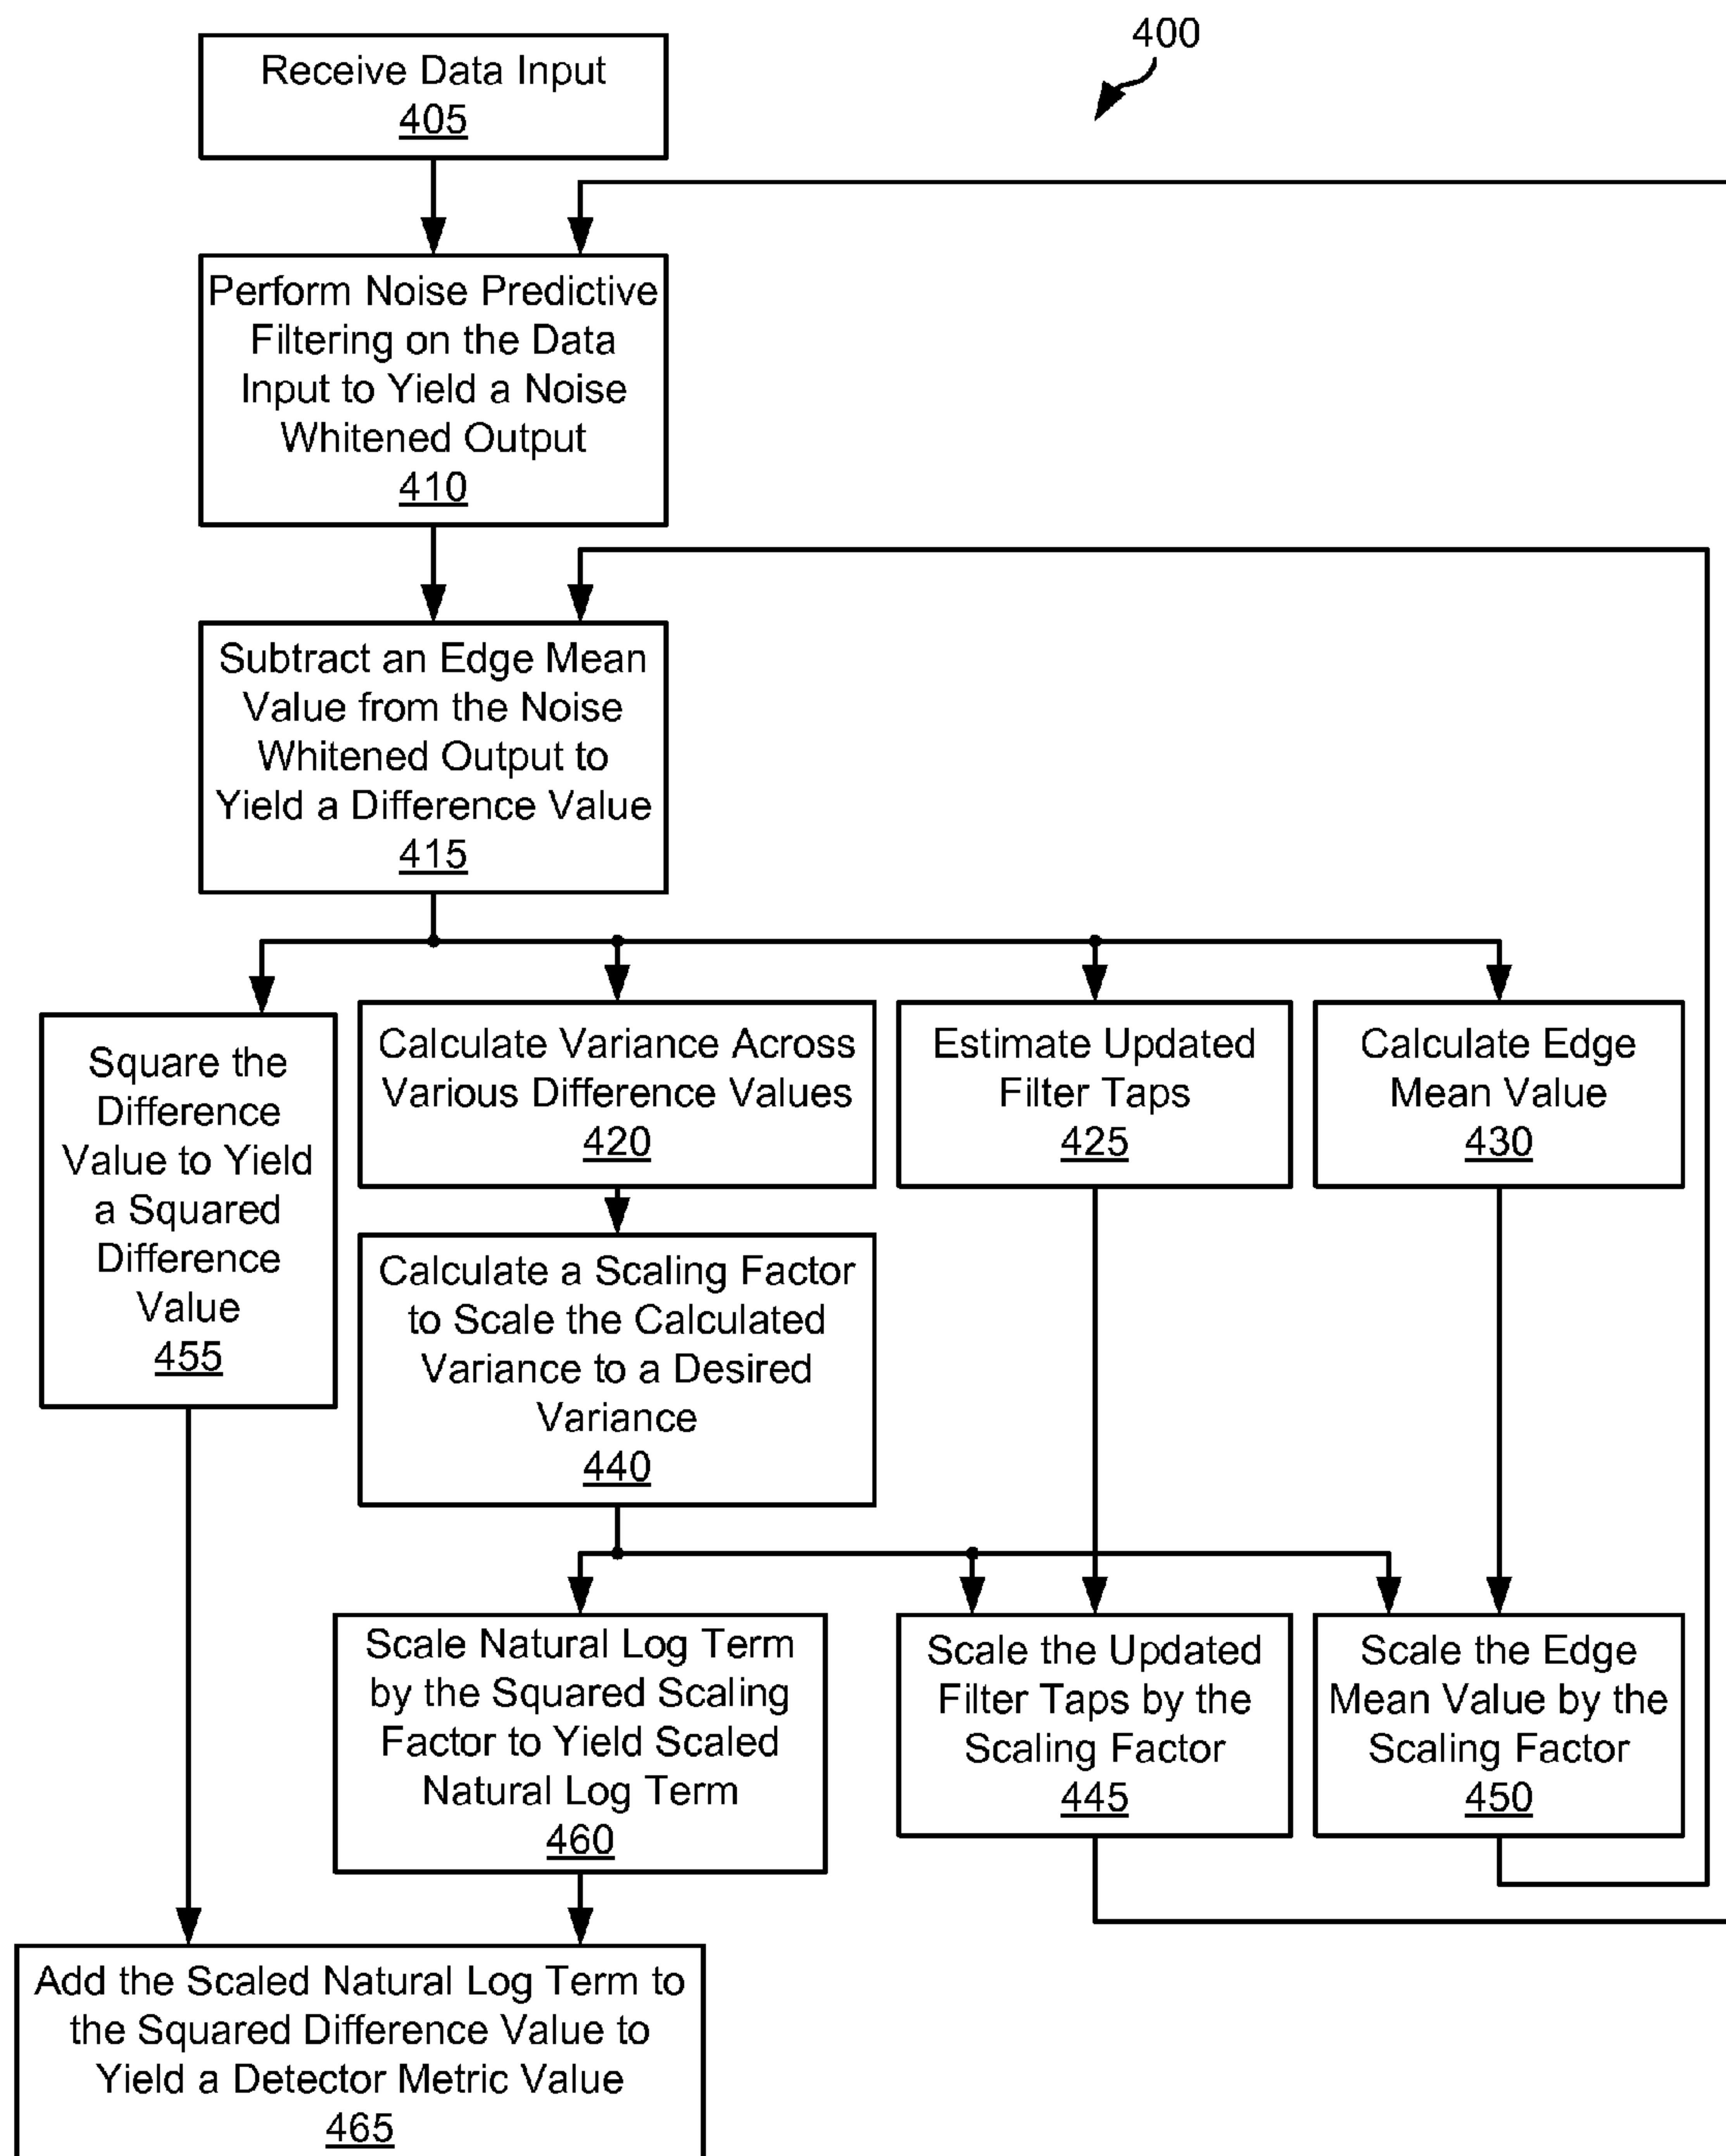 400
Receive Data Input
405
Perform Noise Predictive
Filtering on the Data
Input to Yield a Noise
Whitened Output
410
Subtract an Edge Mean
Value from the Noise
Whitened Output to
Yield a Difference Value
415
Square the
Difference
Value to Yield
a Squared
Difference
Value
455
Calculate Variance Across
Various Difference Values
420
Estimate Updated
Filter Taps
425
Calculate Edge
Mean Value
430
Calculate a Scaling Factor
to Scale the Calculated
Variance to a Desired
Variance
440
Scale Natural Log Term
by the Squared Scaling
Factor to Yield Scaled
Natural Log Term
460
Scale the Updated
Filter Taps by the
Scaling Factor
445
Scale the Edge
Mean Value by the
Scaling Factor
450
Add the Scaled Natural Log Term to
the Squared Difference Value to
Yield a Detector Metric Value
465